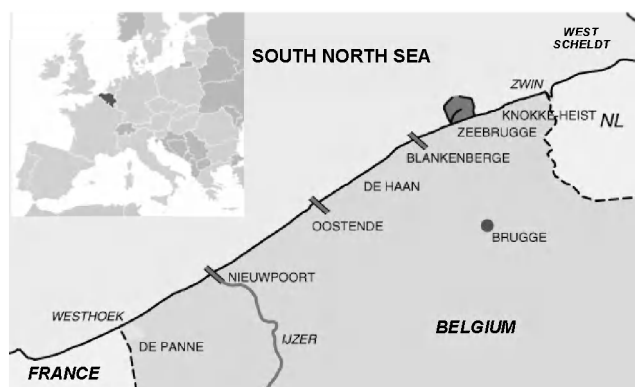 WEST
SCHELDT
SOUTH NORTH SEA
ZWIN
KNOKKE-HEIST
NL
ZEEBRUGGE
BLANKENBERGE
DE HAAN
OOSTENDE
BRUGGE
NIEUWPOORT
WESTHOEK
IJZER
BELGIUM
DE PANNE
FRANCE